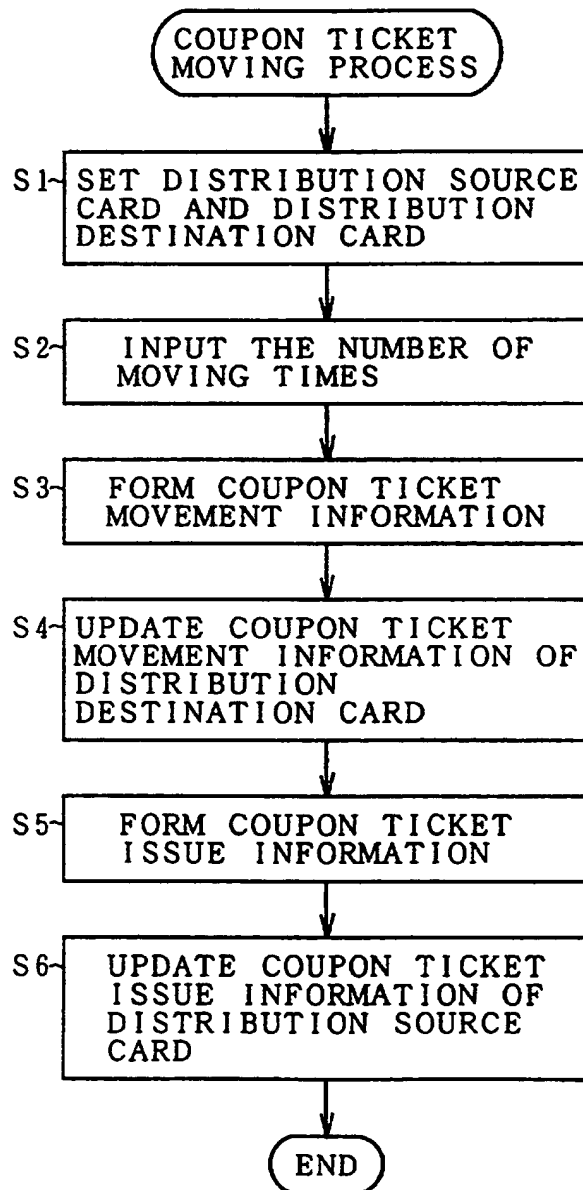 COUPON TICKET
MOVING PROCESS
S1~ SET DISTRIBUTION SOURCE
CARD AND DISTRIBUTION
DESTINATION CARD
S2~ INPUT THE NUMBER OF
MOVING TIMES
S3~ FORM COUPON TICKET
MOVEMENT INFORMATION
S4~ UPDATE COUPON TICKET
MOVEMENT INFORMATION OF
DISTRIBUTION
DESTINATION CARD
S5~ FORM COUPON TICKET
ISSUE INFORMATION
S6~ UPDATE COUPON TICKET
ISSUE INFORMATION OF
DISTRIBUTION SOURCE
CARD
END